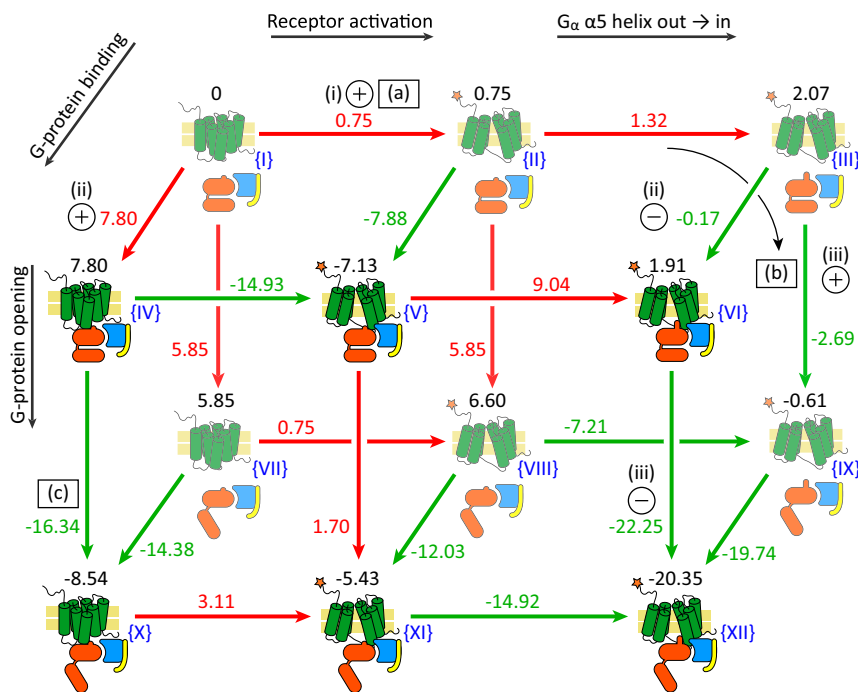 Receptor activation
Gα α5 helix out → in
G-protein binding
G-protein opening
(i) + (a)
0
0.75
0.75
1.32
2.07
{I}
{II}
{III}
(ii)
+
7.80
-7.88
(ii)
−
-0.17
(b)
(iii)
+
7.80
-14.93
-7.13
9.04
1.91
{IV}
{V}
{VI}
5.85
5.85
-2.69
5.85
0.75
6.60
-7.21
-0.61
{VII}
{VIII}
{IX}
(c)
-16.34
-14.38
1.70
-12.03
(iii)
−
-22.25
-19.74
-8.54
3.11
-5.43
-14.92
-20.35
{X}
{XI}
{XII}